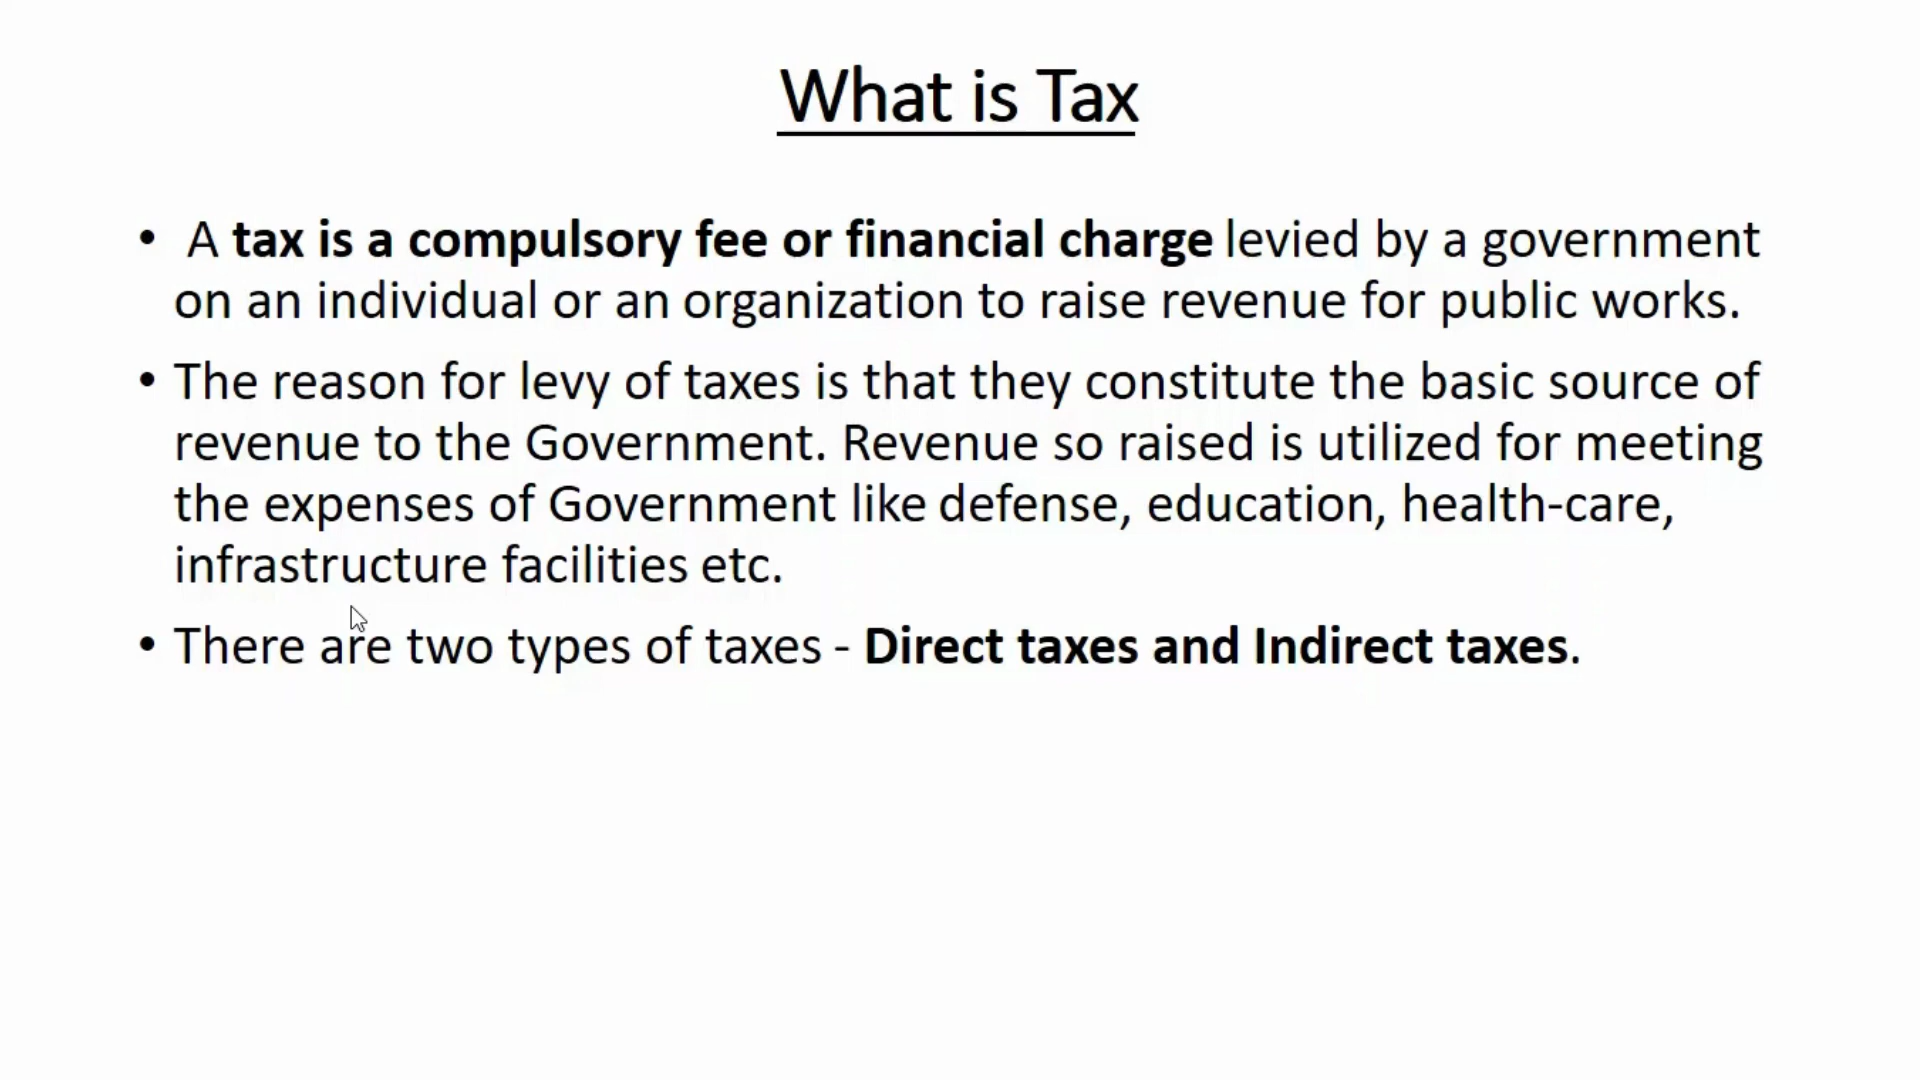 What is Tax
• A tax is a compulsory fee or financial charge levied by a government
on an individual or an organization to raise revenue for public works.
• The reason for levy of taxes is that they constitute the basic source of
revenue to the Government. Revenue so raised is utilized for meeting
the expenses of Government like defense, education, health-care,
infrastructure facilities etc.
• There are two types of taxes - Direct taxes and Indirect taxes.